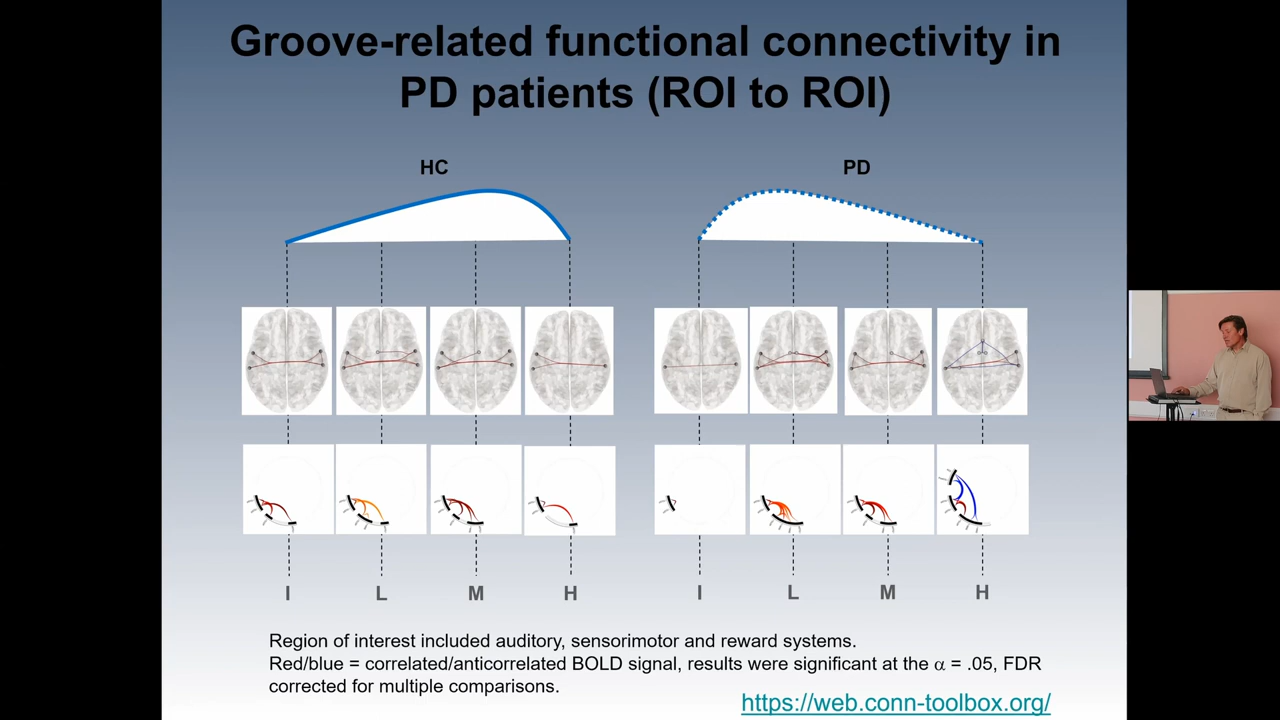 Groove-related functional connectivity in
PD patients (ROI to ROI)
HC
PD
I L M H
I L M H
Region of interest included auditory, sensorimotor and reward systems.
Red/blue = correlated/anticorrelated BOLD signal, results were significant at the α = .05, FDR
corrected for multiple comparisons.
https://web.conn-toolbox.org/